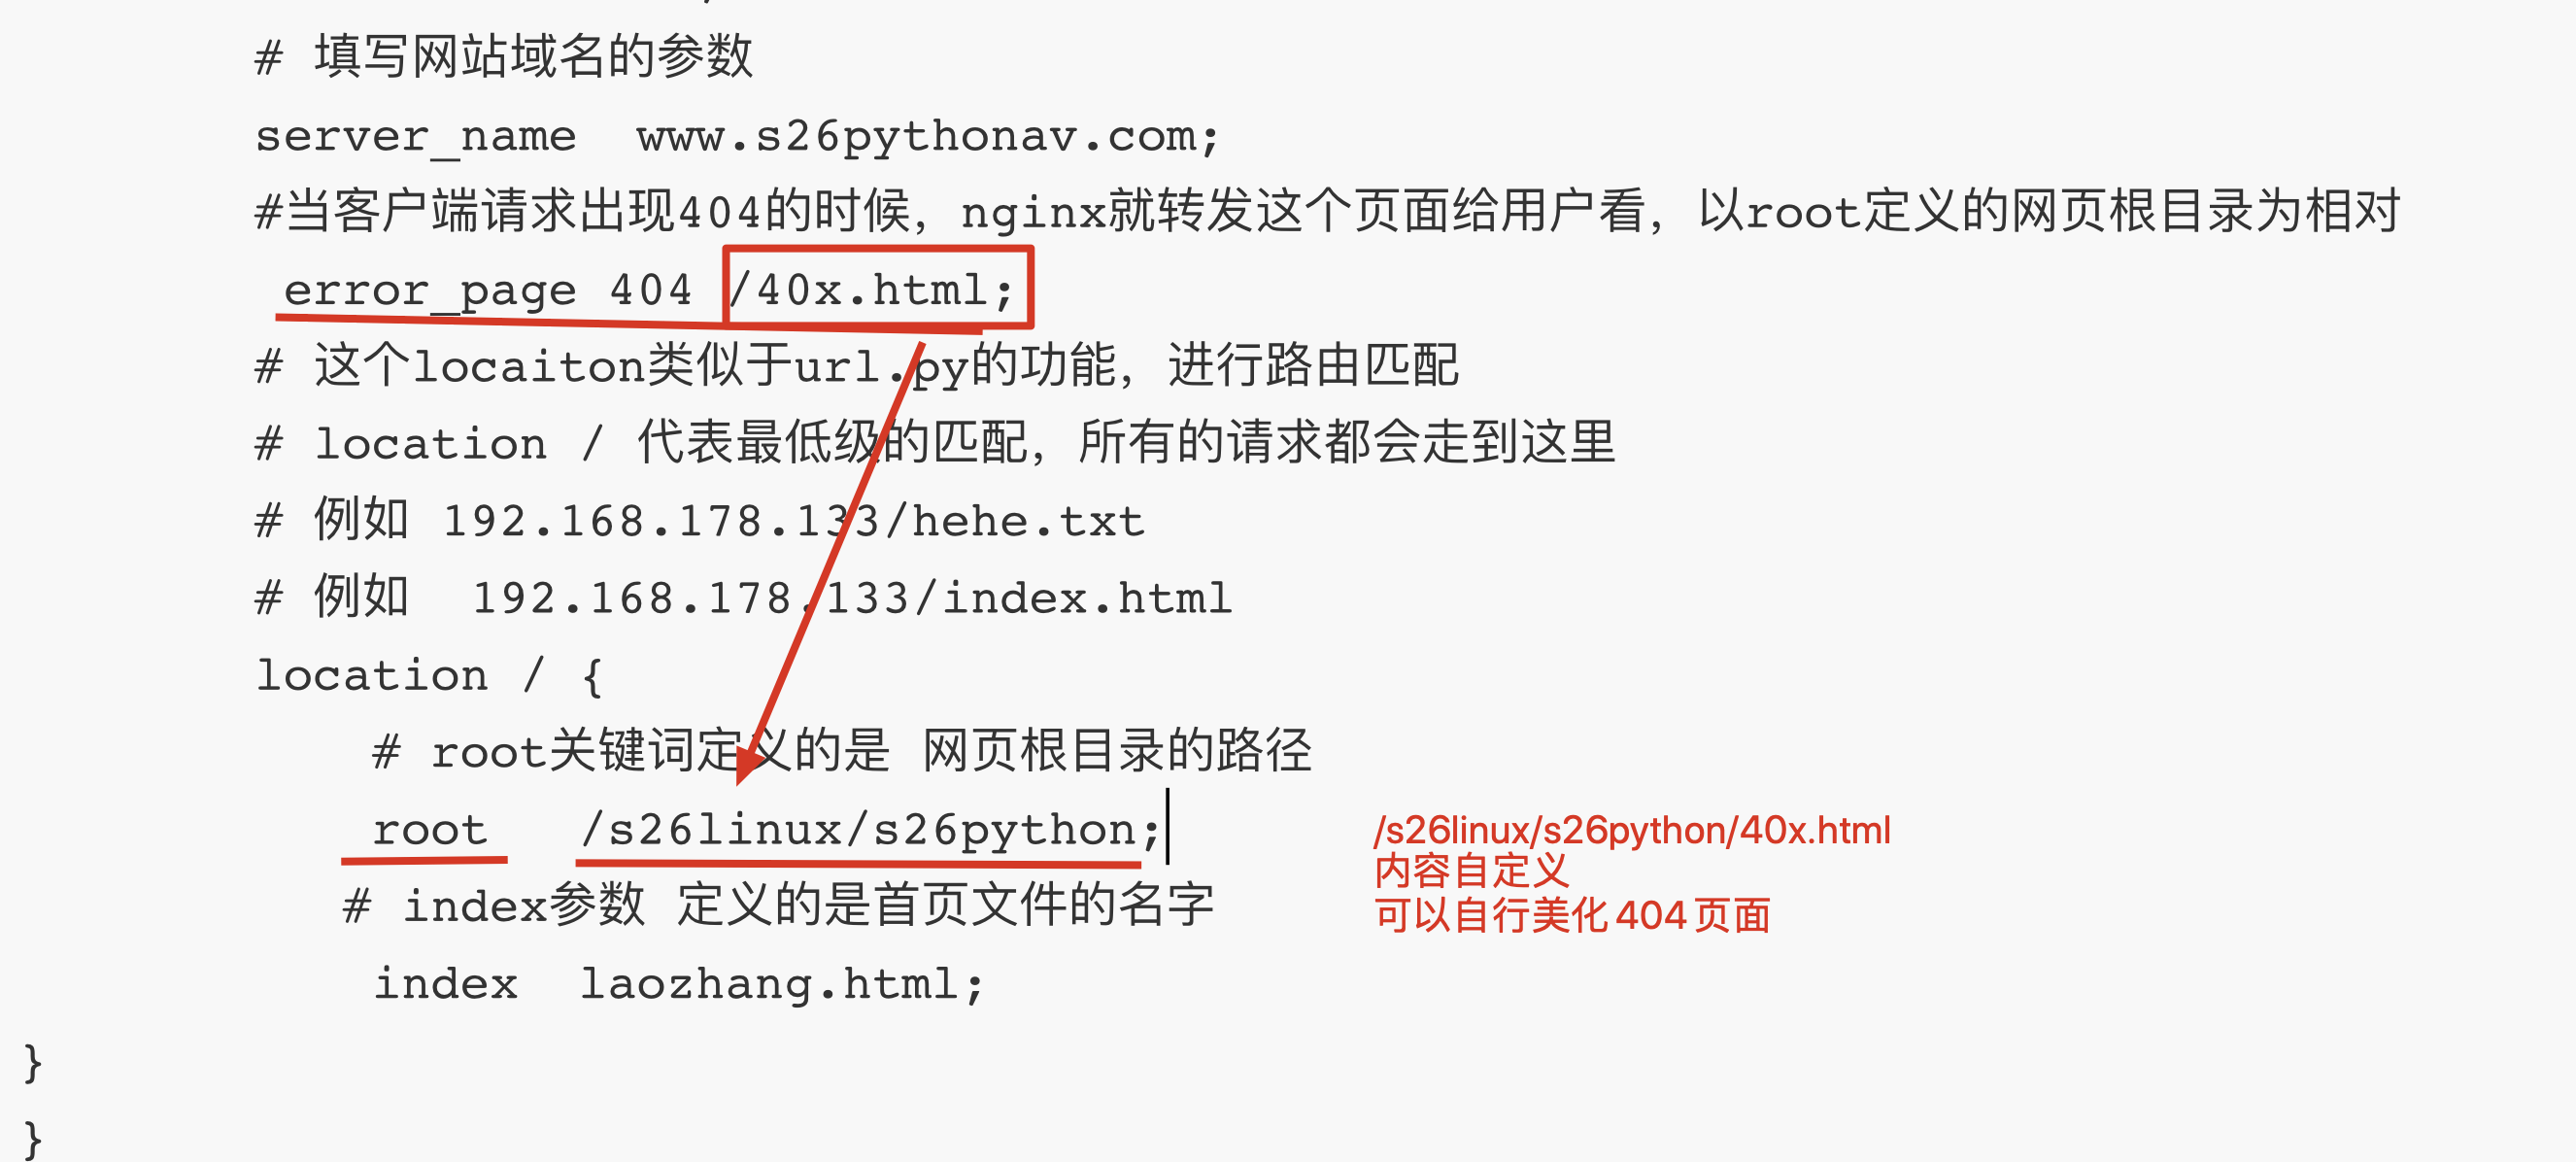 # 填写网站域名的参数
server_name  www.s26pythonav.com;
#当客户端请求出现404的时候，nginx就转发这个页面给用户看，以root定义的网页根目录为相对
error_page 404 /40x.html;
# 这个locaiton类似于url.py的功能，进行路由匹配
# location / 代表最低级的匹配，所有的请求都会走到这里
# 例如 192.168.178.133/hehe.txt
# 例如  192.168.178.133/index.html
location / {
# root关键词定义的是 网页根目录的路径
root   /s26linux/s26python;
/s26linux/s26python/40x.html
内容自定义
可以自行美化404页面
# index参数 定义的是首页文件的名字
index  laozhang.html;
}
}